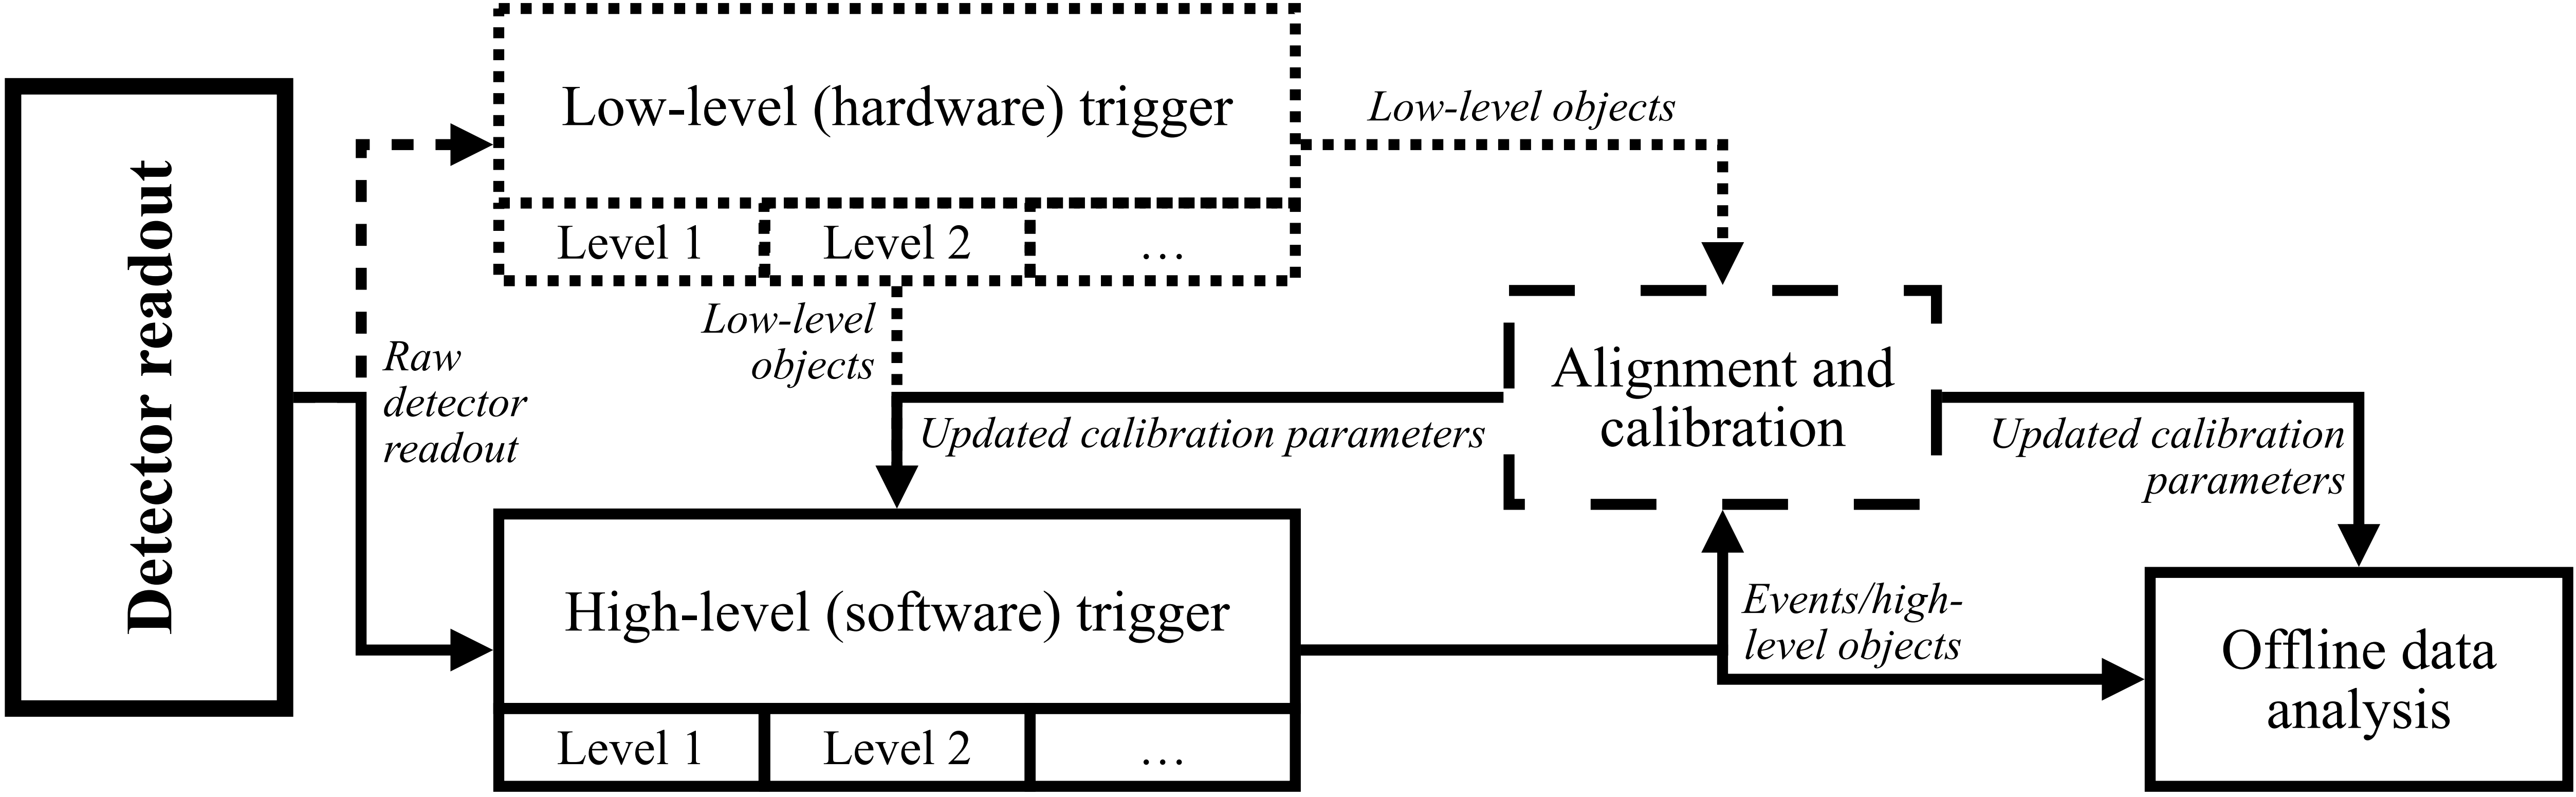 Detector readout
Raw
detector
readout
Low-level (hardware) trigger
Level 1
Level 2
…
Low-level
objects
Low-level objects
Alignment and
calibration
Updated calibration parameters
Updated calibration
parameters
High-level (software) trigger
Level 1
Level 2
…
Events/high-
level objects
Offline data
analysis